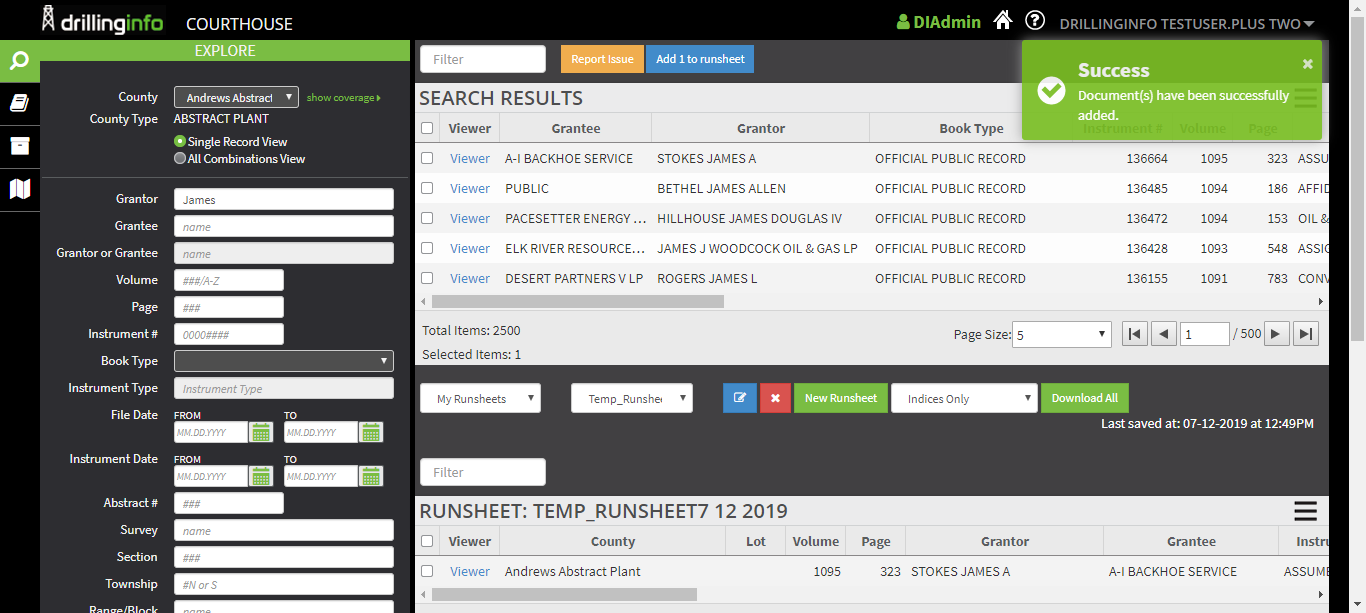 drillinginfo COURTHOUSE DIAdmin DRILLINGINFO TESTUSER.PLUS TWO
EXPLORE
County Andrews Abstract show coverage
County Type ABSTRACT PLANT
Single Record View
All Combinations View
Grantor James
Grantee name
Grantor or Grantee name
Volume ###/A-Z
Page ###
Instrument # 0000####
Book Type
Instrument Type Instrument Type
File Date FROM TO
MM.DD.YYYY MM.DD.YYYY
Instrument Date FROM TO
MM.DD.YYYY MM.DD.YYYY
Abstract # ###
Survey name
Section ###
Township #N or S
Range/Block name
Filter Report Issue Add 1 to runsheet
Success
Document(s) have been successfully
added.
SEARCH RESULTS
Viewer Grantee Grantor Book Type Instrument # Volume Page
Viewer A-I BACKHOE SERVICE STOKES JAMES A OFFICIAL PUBLIC RECORD 136664 1095 323 ASSU
Viewer PUBLIC BETHEL JAMES ALLEN OFFICIAL PUBLIC RECORD 136485 1094 186 AFFID
Viewer PACESETTER ENERGY ... HILLHOUSE JAMES DOUGLAS IV OFFICIAL PUBLIC RECORD 136472 1094 153 OIL &
Viewer ELK RIVER RESOURCE... JAMES J WOODCOCK OIL & GAS LP OFFICIAL PUBLIC RECORD 136428 1093 548 ASSIG
Viewer DESERT PARTNERS V LP ROGERS JAMES L OFFICIAL PUBLIC RECORD 136155 1091 783 CONV
Total Items: 2500
Selected Items: 1
Page Size: 5 1 / 500
My Runsheets Temp_Runshee New Runsheet Indices Only Download All
Last saved at: 07-12-2019 at 12:49PM
Filter
RUNSHEET: TEMP_RUNSHEET7 12 2019
Viewer County Lot Volume Page Grantor Grantee Instru
Viewer Andrews Abstract Plant 1095 323 STOKES JAMES A A-I BACKHOE SERVICE ASSUME